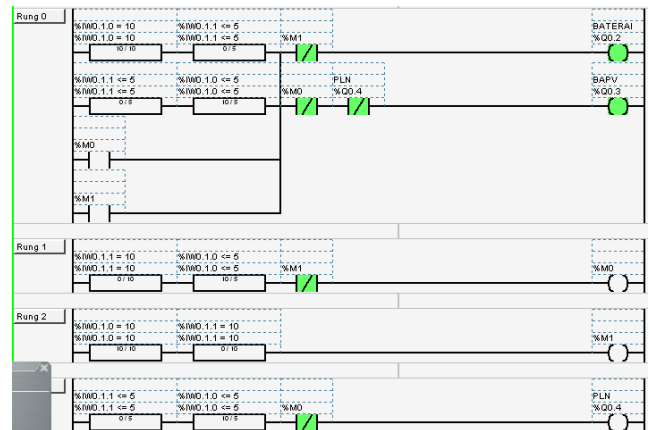 Rung 0
%IW0.1.0 = 10 %IW0.1.1 <= 5 BATERAI
%IW0.1.0 = 10 %IW0.1.1 <= 5 %M1 %Q0.2
10 / 10 0 / 5
%IW0.1.1 <= 5 %IW0.1.0 <= 5 PLN BAPV
%IW0.1.1 <= 5 %IW0.1.0 <= 5 %M0 %Q0.4 %Q0.3
0 / 5 10 / 5
%M0
%M1
Rung 1
%IW0.1.1 = 10 %IW0.1.0 <= 5
%IW0.1.1 = 10 %IW0.1.0 <= 5 %M1 %M0
0 / 10 10 / 5
Rung 2
%IW0.1.0 = 10 %IW0.1.1 = 10
%IW0.1.0 = 10 %IW0.1.1 = 10 %M1
10 / 10 0 / 10
%IW0.1.1 <= 5 %IW0.1.0 <= 5 PLN
%IW0.1.1 <= 5 %IW0.1.0 <= 5 %M0 %Q0.4
0 / 5 10 / 5